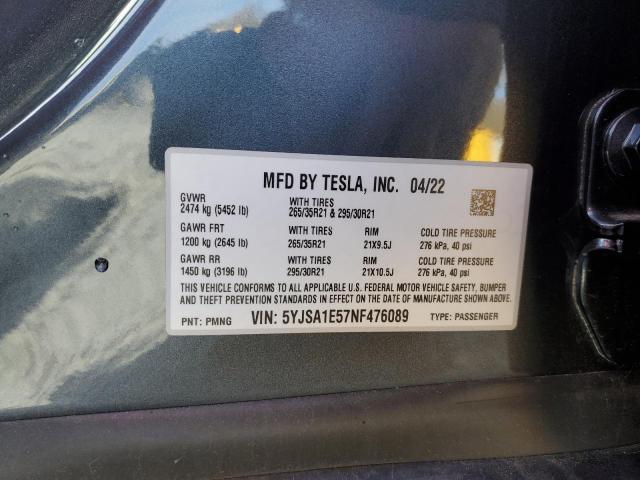 MFD BY TESLA, INC. 04/22
GVWR WITH TIRES
2474 kg (5452 lb) 265/35R21 & 295/30R21
GAWR FRT WITH TIRES RIM COLD TIRE PRESSURE
1200 kg (2645 lb) 265/35R21 21X9.5J 276 kPa, 40 psi
GAWR RR WITH TIRES RIM COLD TIRE PRESSURE
1450 kg (3196 lb) 295/30R21 21X10.5J 276 kPa, 40 psi
THIS VEHICLE CONFORMS TO ALL APPLICABLE U.S. FEDERAL MOTOR VEHICLE SAFETY, BUMPER
AND THEFT PREVENTION STANDARDS IN EFFECT ON THE DATE OF MANUFACTURE SHOWN ABOVE.
PNT: PMNG VIN: 5YJSA1E57NF476089 TYPE: PASSENGER